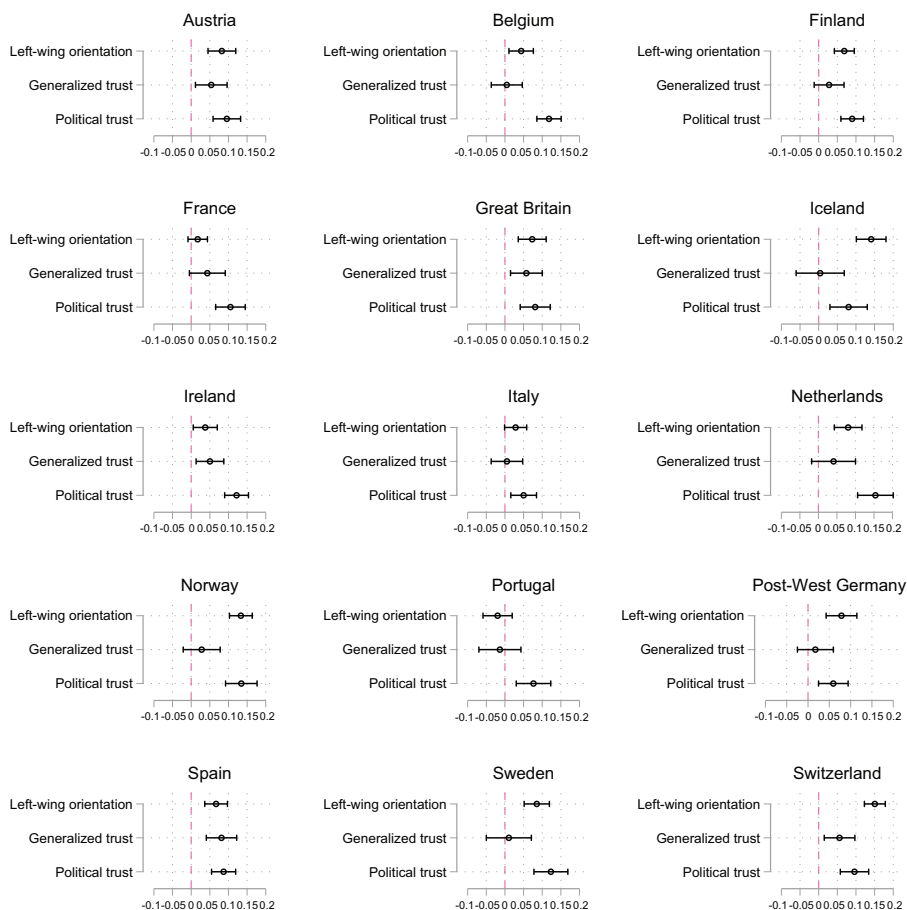 Austria
Left-wing orientation
Generalized trust
Political trust
-0.1 -0.05 0 0.05 0.1 0.15 0.2
Belgium
Left-wing orientation
Generalized trust
Political trust
-0.1 -0.05 0 0.05 0.1 0.15 0.2
Finland
Left-wing orientation
Generalized trust
Political trust
-0.1 -0.05 0 0.05 0.1 0.15 0.2
France
Left-wing orientation
Generalized trust
Political trust
-0.1 -0.05 0 0.05 0.1 0.15 0.2
Great Britain
Left-wing orientation
Generalized trust
Political trust
-0.1 -0.05 0 0.05 0.1 0.15 0.2
Iceland
Left-wing orientation
Generalized trust
Political trust
-0.1 -0.05 0 0.05 0.1 0.15 0.2
Ireland
Left-wing orientation
Generalized trust
Political trust
-0.1 -0.05 0 0.05 0.1 0.15 0.2
Italy
Left-wing orientation
Generalized trust
Political trust
-0.1 -0.05 0 0.05 0.1 0.15 0.2
Netherlands
Left-wing orientation
Generalized trust
Political trust
-0.1 -0.05 0 0.05 0.1 0.15 0.2
Norway
Left-wing orientation
Generalized trust
Political trust
-0.1 -0.05 0 0.05 0.1 0.15 0.2
Portugal
Left-wing orientation
Generalized trust
Political trust
-0.1 -0.05 0 0.05 0.1 0.15 0.2
Post-West Germany
Left-wing orientation
Generalized trust
Political trust
-0.1 -0.05 0 0.05 0.1 0.15 0.2
Spain
Left-wing orientation
Generalized trust
Political trust
-0.1 -0.05 0 0.05 0.1 0.15 0.2
Sweden
Left-wing orientation
Generalized trust
Political trust
-0.1 -0.05 0 0.05 0.1 0.15 0.2
Switzerland
Left-wing orientation
Generalized trust
Political trust
-0.1 -0.05 0 0.05 0.1 0.15 0.2